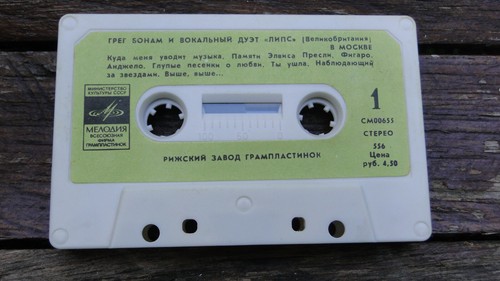 ГРЕГ БОНАМ И ВОКАЛЬНЫЙ ДУЭТ «ЛИПС» (Великобритания)
В МОСКВЕ
Куда меня уводит музыка, Памяти Элвиса Пресли, Фигаро,
Анджело, Глупые песенки о любви, Ты ушла, Наблюдающий
за звездами, Выше, выше...
МИНИСТЕРСТВО
КУЛЬТУРЫ СССР
МЕЛОДИЯ
ВСЕСОЮЗНАЯ
ФИРМА
ГРАМПЛАСТИНОК
1
СМ00655
СТЕРЕО
556
Цена
руб. 4,50
РИЖСКИЙ ЗАВОД ГРАМПЛАСТИНОК